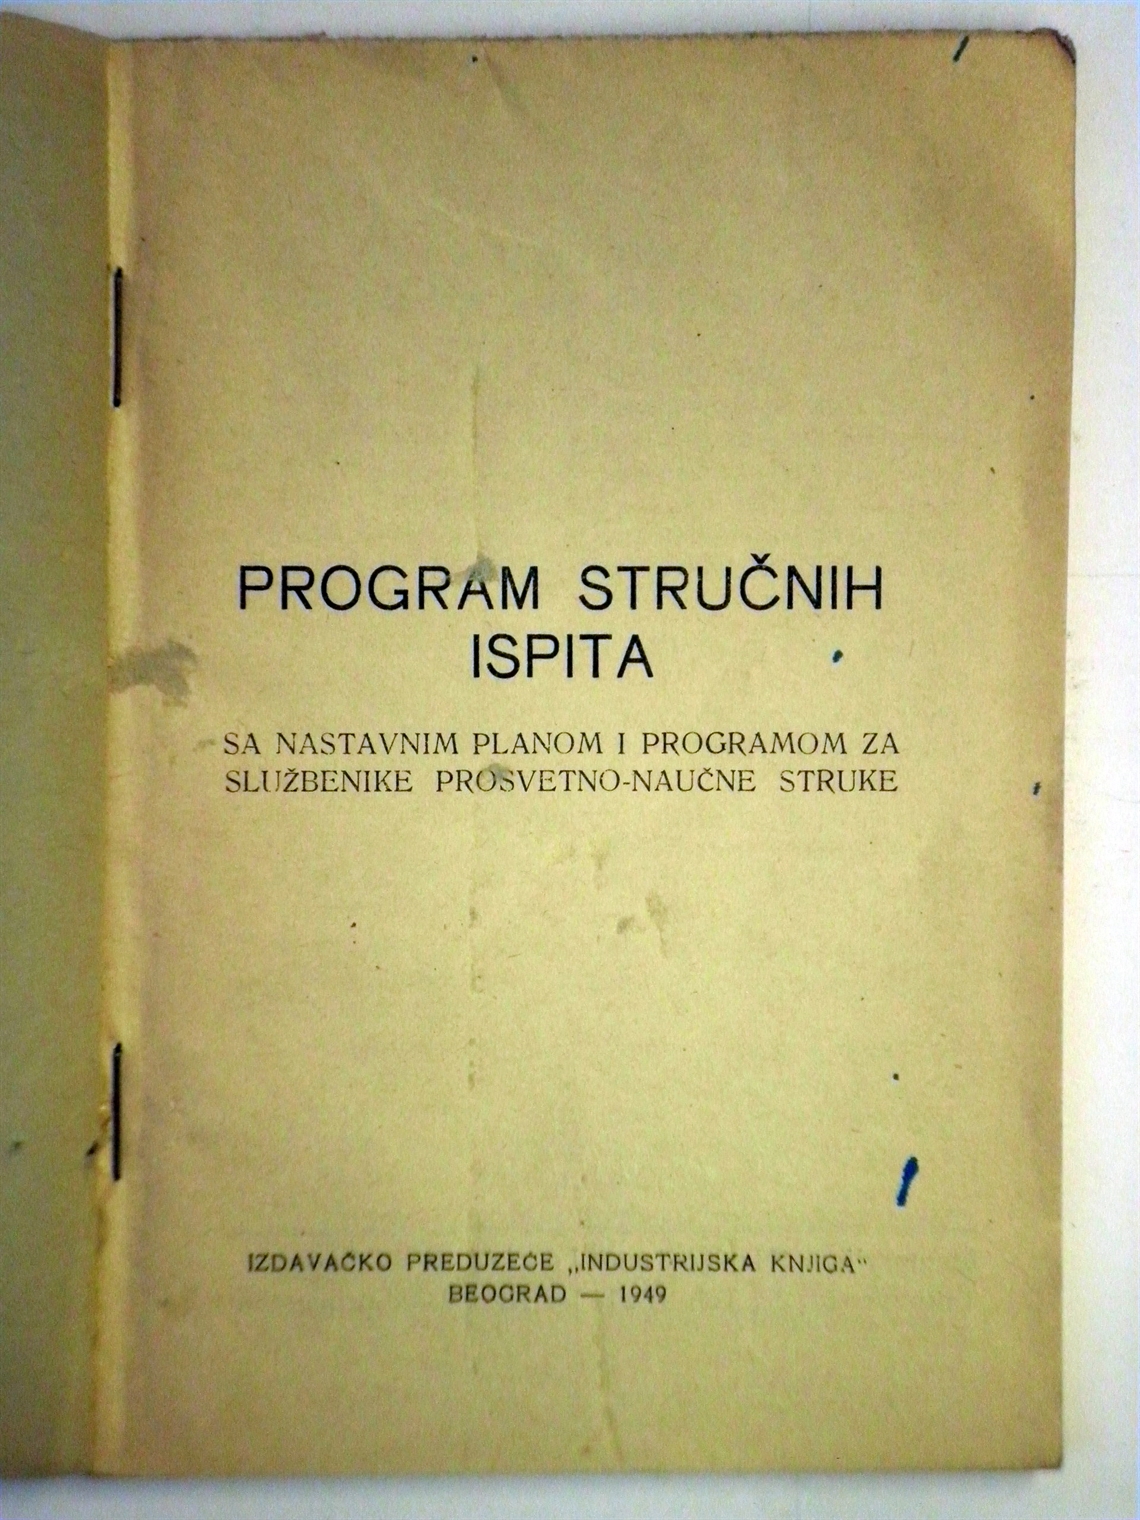 PROGRAM STRUČNIH
ISPITA
SA NASTAVNIM PLANOM I PROGRAMOM ZA
SLUŽBENIKE PROSVETNO-NAUČNE STRUKE
IZDAVAČKO PREDUZEĆE „INDUSTRIJSKA KNJIGA“
BEOGRAD — 1949